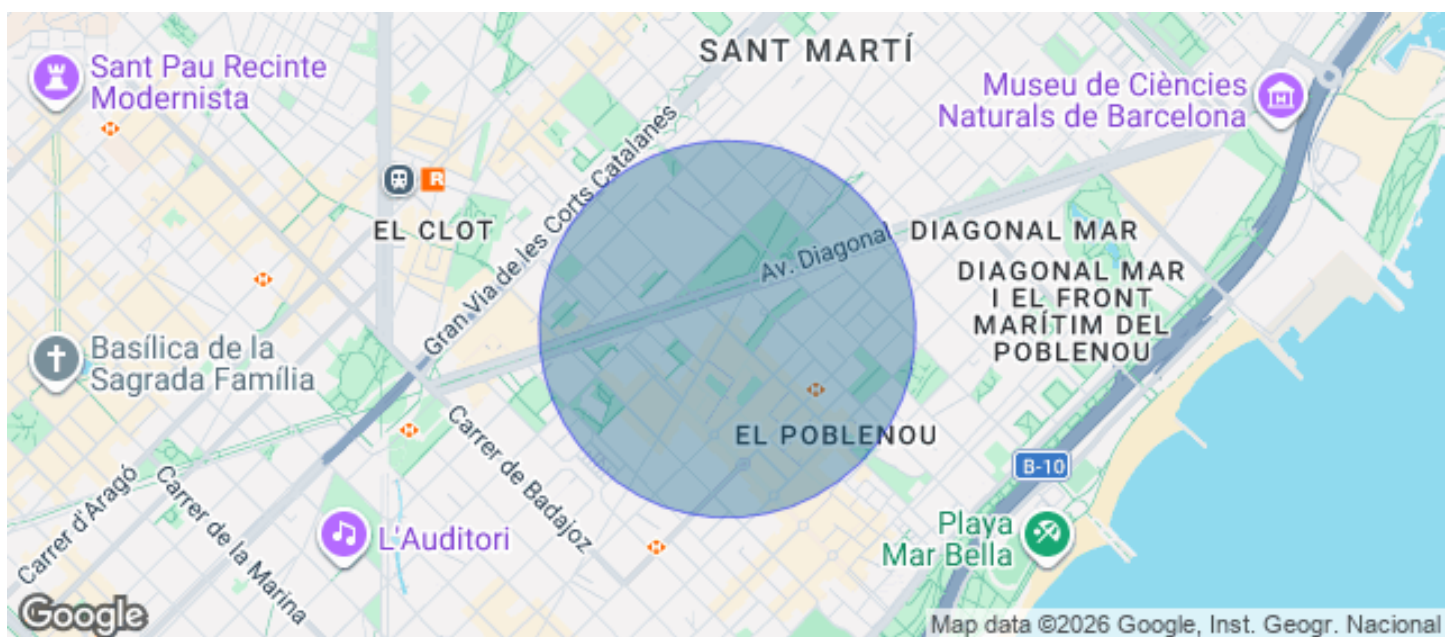 SANT MARTÍ
Sant Pau Recinte
Modernista
Museu de Ciències
Naturals de Barcelona
R
EL CLOT
Gran Via de les Corts Catalanes
Av. Diagonal
DIAGONAL MAR
DIAGONAL MAR
I EL FRONT
MARÍTIM DEL
POBLENOU
Basílica de la
Sagrada Família
EL POBLENOU
B-10
Carrer d'Aragó
Carrer de la Marina
Carrer de Badajoz
L'Auditori
Playa
Mar Bella
Google
Map data ©2026 Google, Inst. Geogr. Nacional